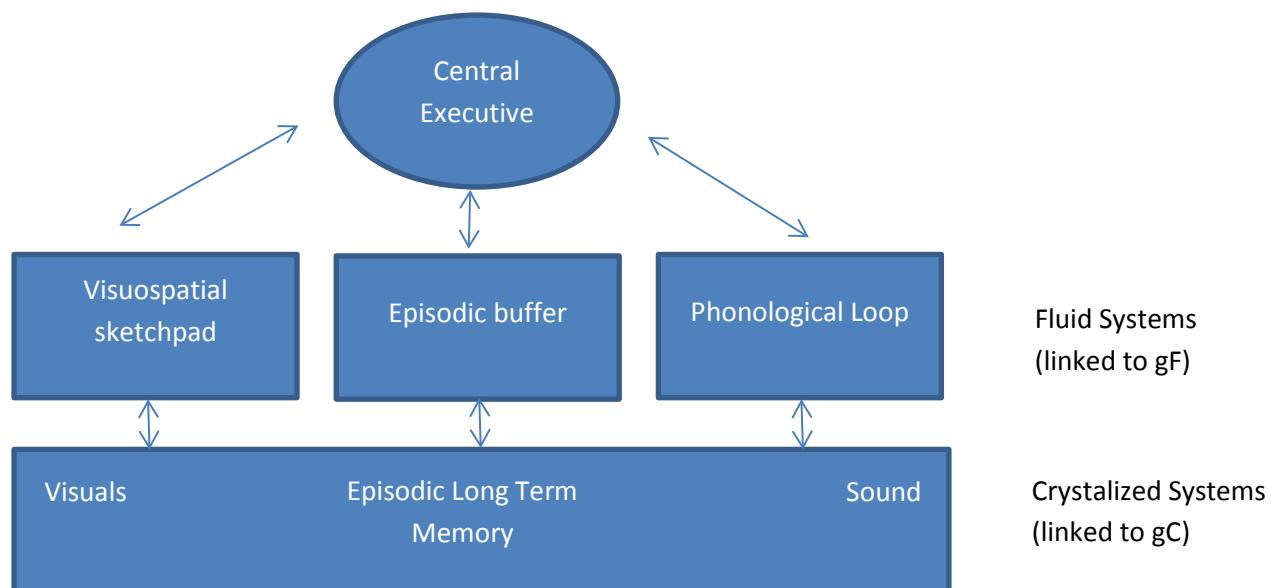 Central
Executive
Visuospatial
sketchpad
Episodic buffer
Phonological Loop
Fluid Systems
(linked to gF)
Visuals
Episodic Long Term
Memory
Sound
Crystalized Systems
(linked to gC)